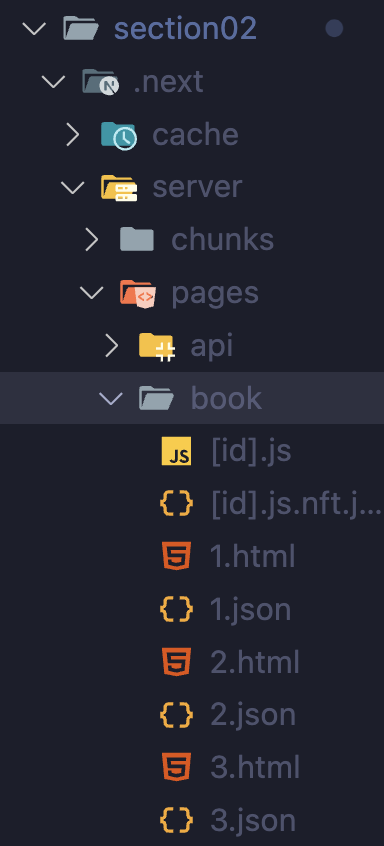 section02
.next
cache
server
chunks
pages
api
book
[id].js
[id].js.nft.j...
1.html
1.json
2.html
2.json
3.html
3.json